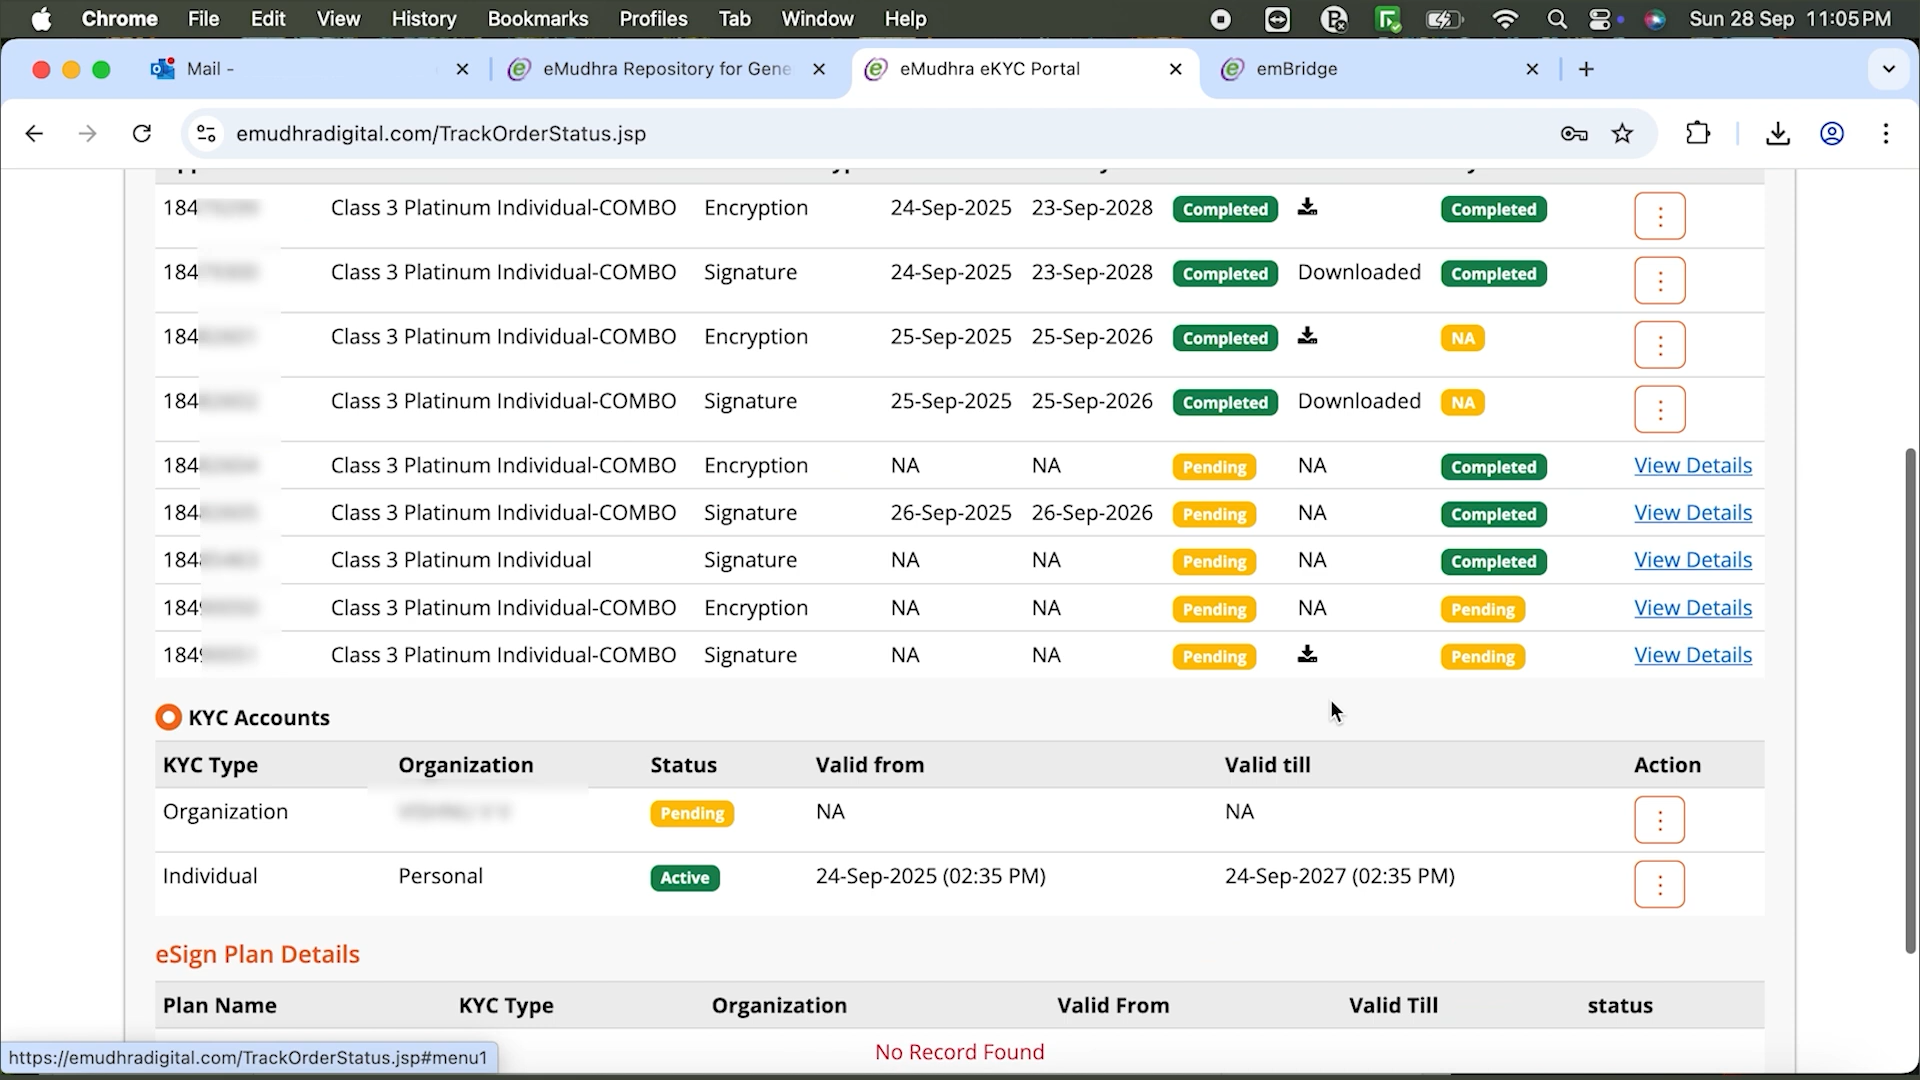 Chrome File Edit View History Bookmarks Profiles Tab Window Help Sun 28 Sep 11:05 PM
Mail - eMudhra Repository for Gene eMudhra eKYC Portal emBridge
emudhradigital.com/TrackOrderStatus.jsp
184 Class 3 Platinum Individual-COMBO Encryption 24-Sep-2025 23-Sep-2028 Completed Completed
184 Class 3 Platinum Individual-COMBO Signature 24-Sep-2025 23-Sep-2028 Completed Downloaded Completed
184 Class 3 Platinum Individual-COMBO Encryption 25-Sep-2025 25-Sep-2026 Completed NA
184 Class 3 Platinum Individual-COMBO Signature 25-Sep-2025 25-Sep-2026 Completed Downloaded NA
184 Class 3 Platinum Individual-COMBO Encryption NA NA Pending NA Completed View Details
184 Class 3 Platinum Individual-COMBO Signature 26-Sep-2025 26-Sep-2026 Pending NA Completed View Details
184 Class 3 Platinum Individual Signature NA NA Pending NA Completed View Details
184 Class 3 Platinum Individual-COMBO Encryption NA NA Pending NA Pending View Details
184 Class 3 Platinum Individual-COMBO Signature NA NA Pending Pending View Details
KYC Accounts
KYC Type Organization Status Valid from Valid till Action
Organization Pending NA NA
Individual Personal Active 24-Sep-2025 (02:35 PM) 24-Sep-2027 (02:35 PM)
eSign Plan Details
Plan Name KYC Type Organization Valid From Valid Till status
No Record Found
https://emudhradigital.com/TrackOrderStatus.jsp#menu1